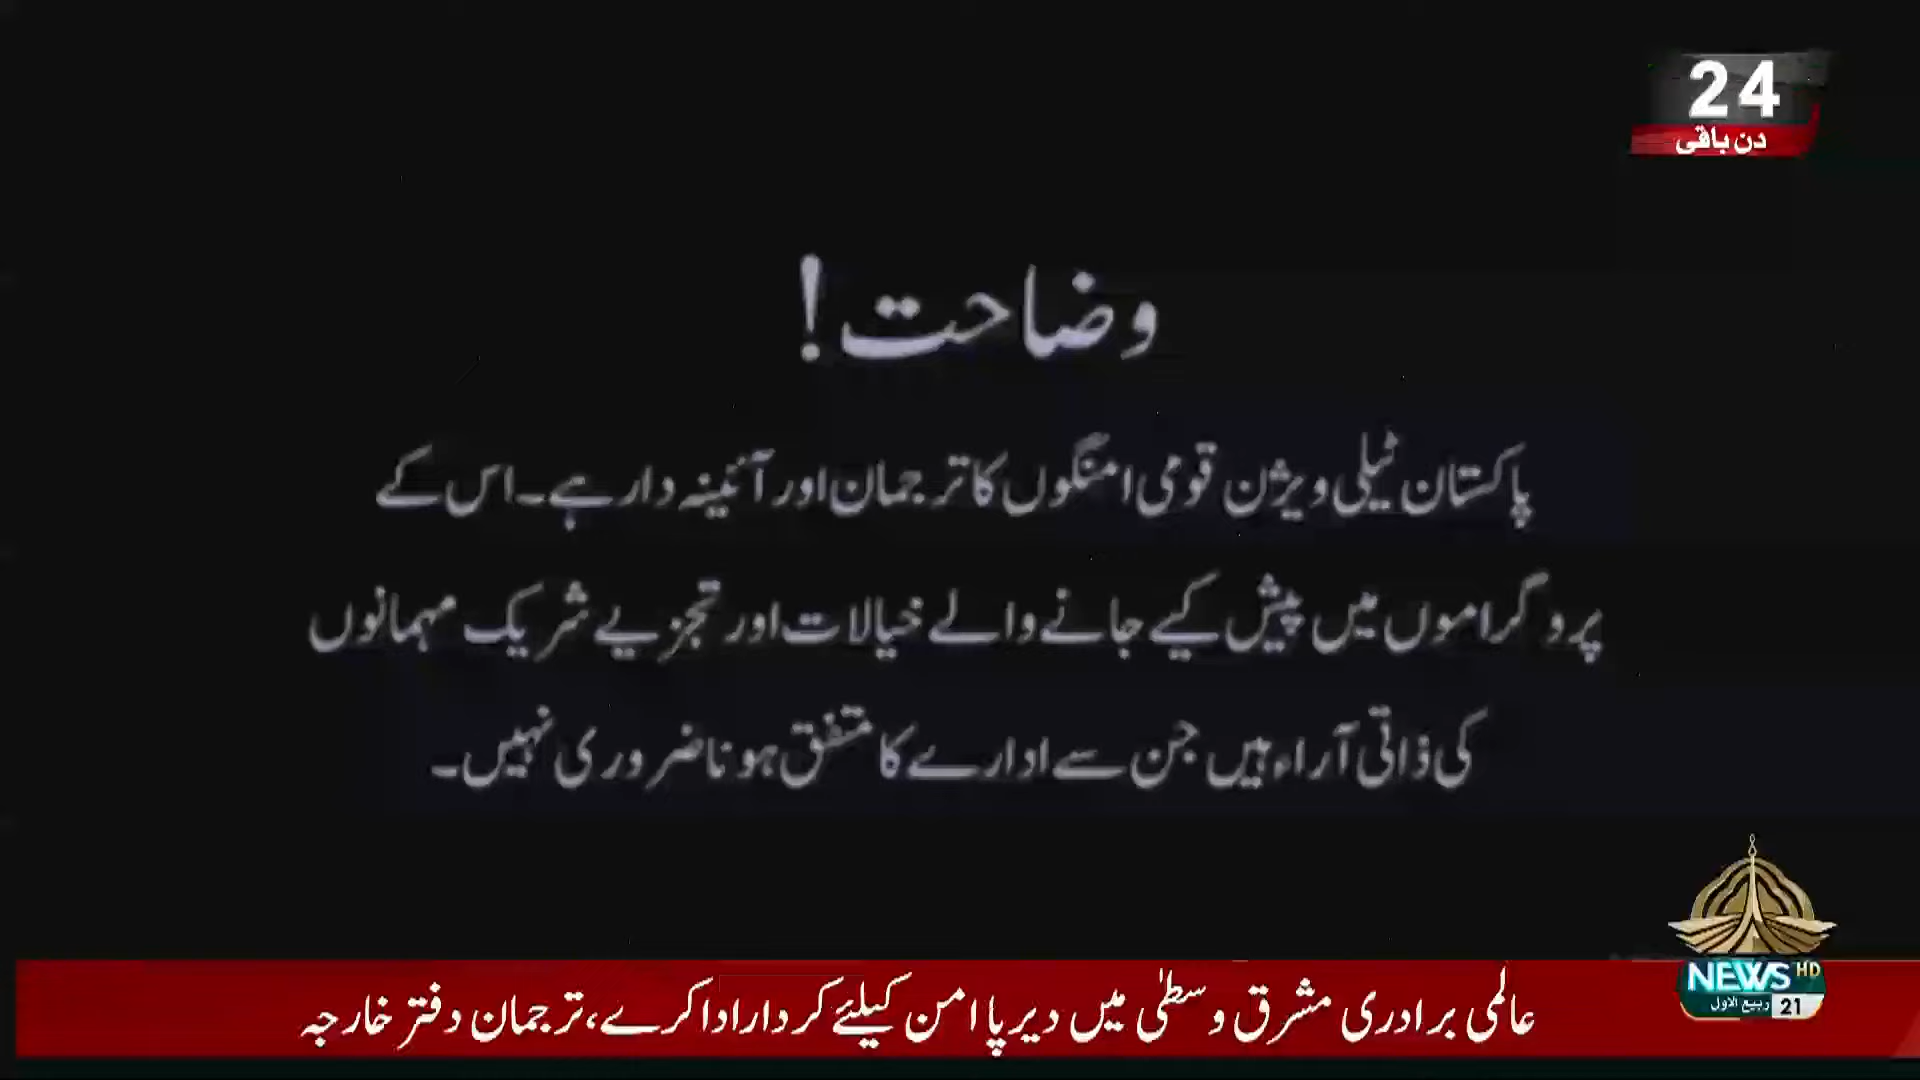 24
دن باقی
وضاحت!
پاکستان ٹیلی ویژن قومی امنگوں کا ترجمان اور آئینہ دار ہے۔ اس کے
پروگراموں میں پیش کیے جانے والے خیالات اور تجزیے شریک مہمانوں
کی ذاتی آراء ہیں جن سے ادارے کا متفق ہونا ضروری نہیں۔
NEWS HD
21 ربیع الاول
عالمی برادری مشرق وسطیٰ میں دیرپا امن کیلئے کردار ادا کرے، ترجمان دفتر خارجہ